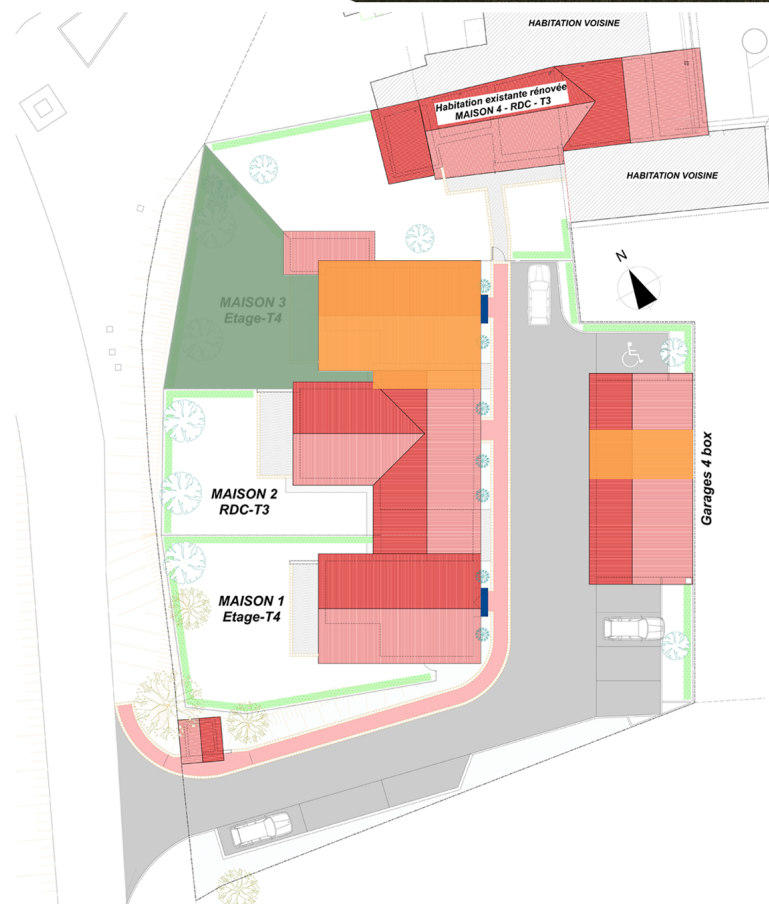 HABITATION VOISINE
Habitation existante rénovée
MAISON 4 - RDC - T3
HABITATION VOISINE
N
MAISON 3
Etage-T4
Garages 4 box
MAISON 2
RDC-T3
MAISON 1
Etage-T4